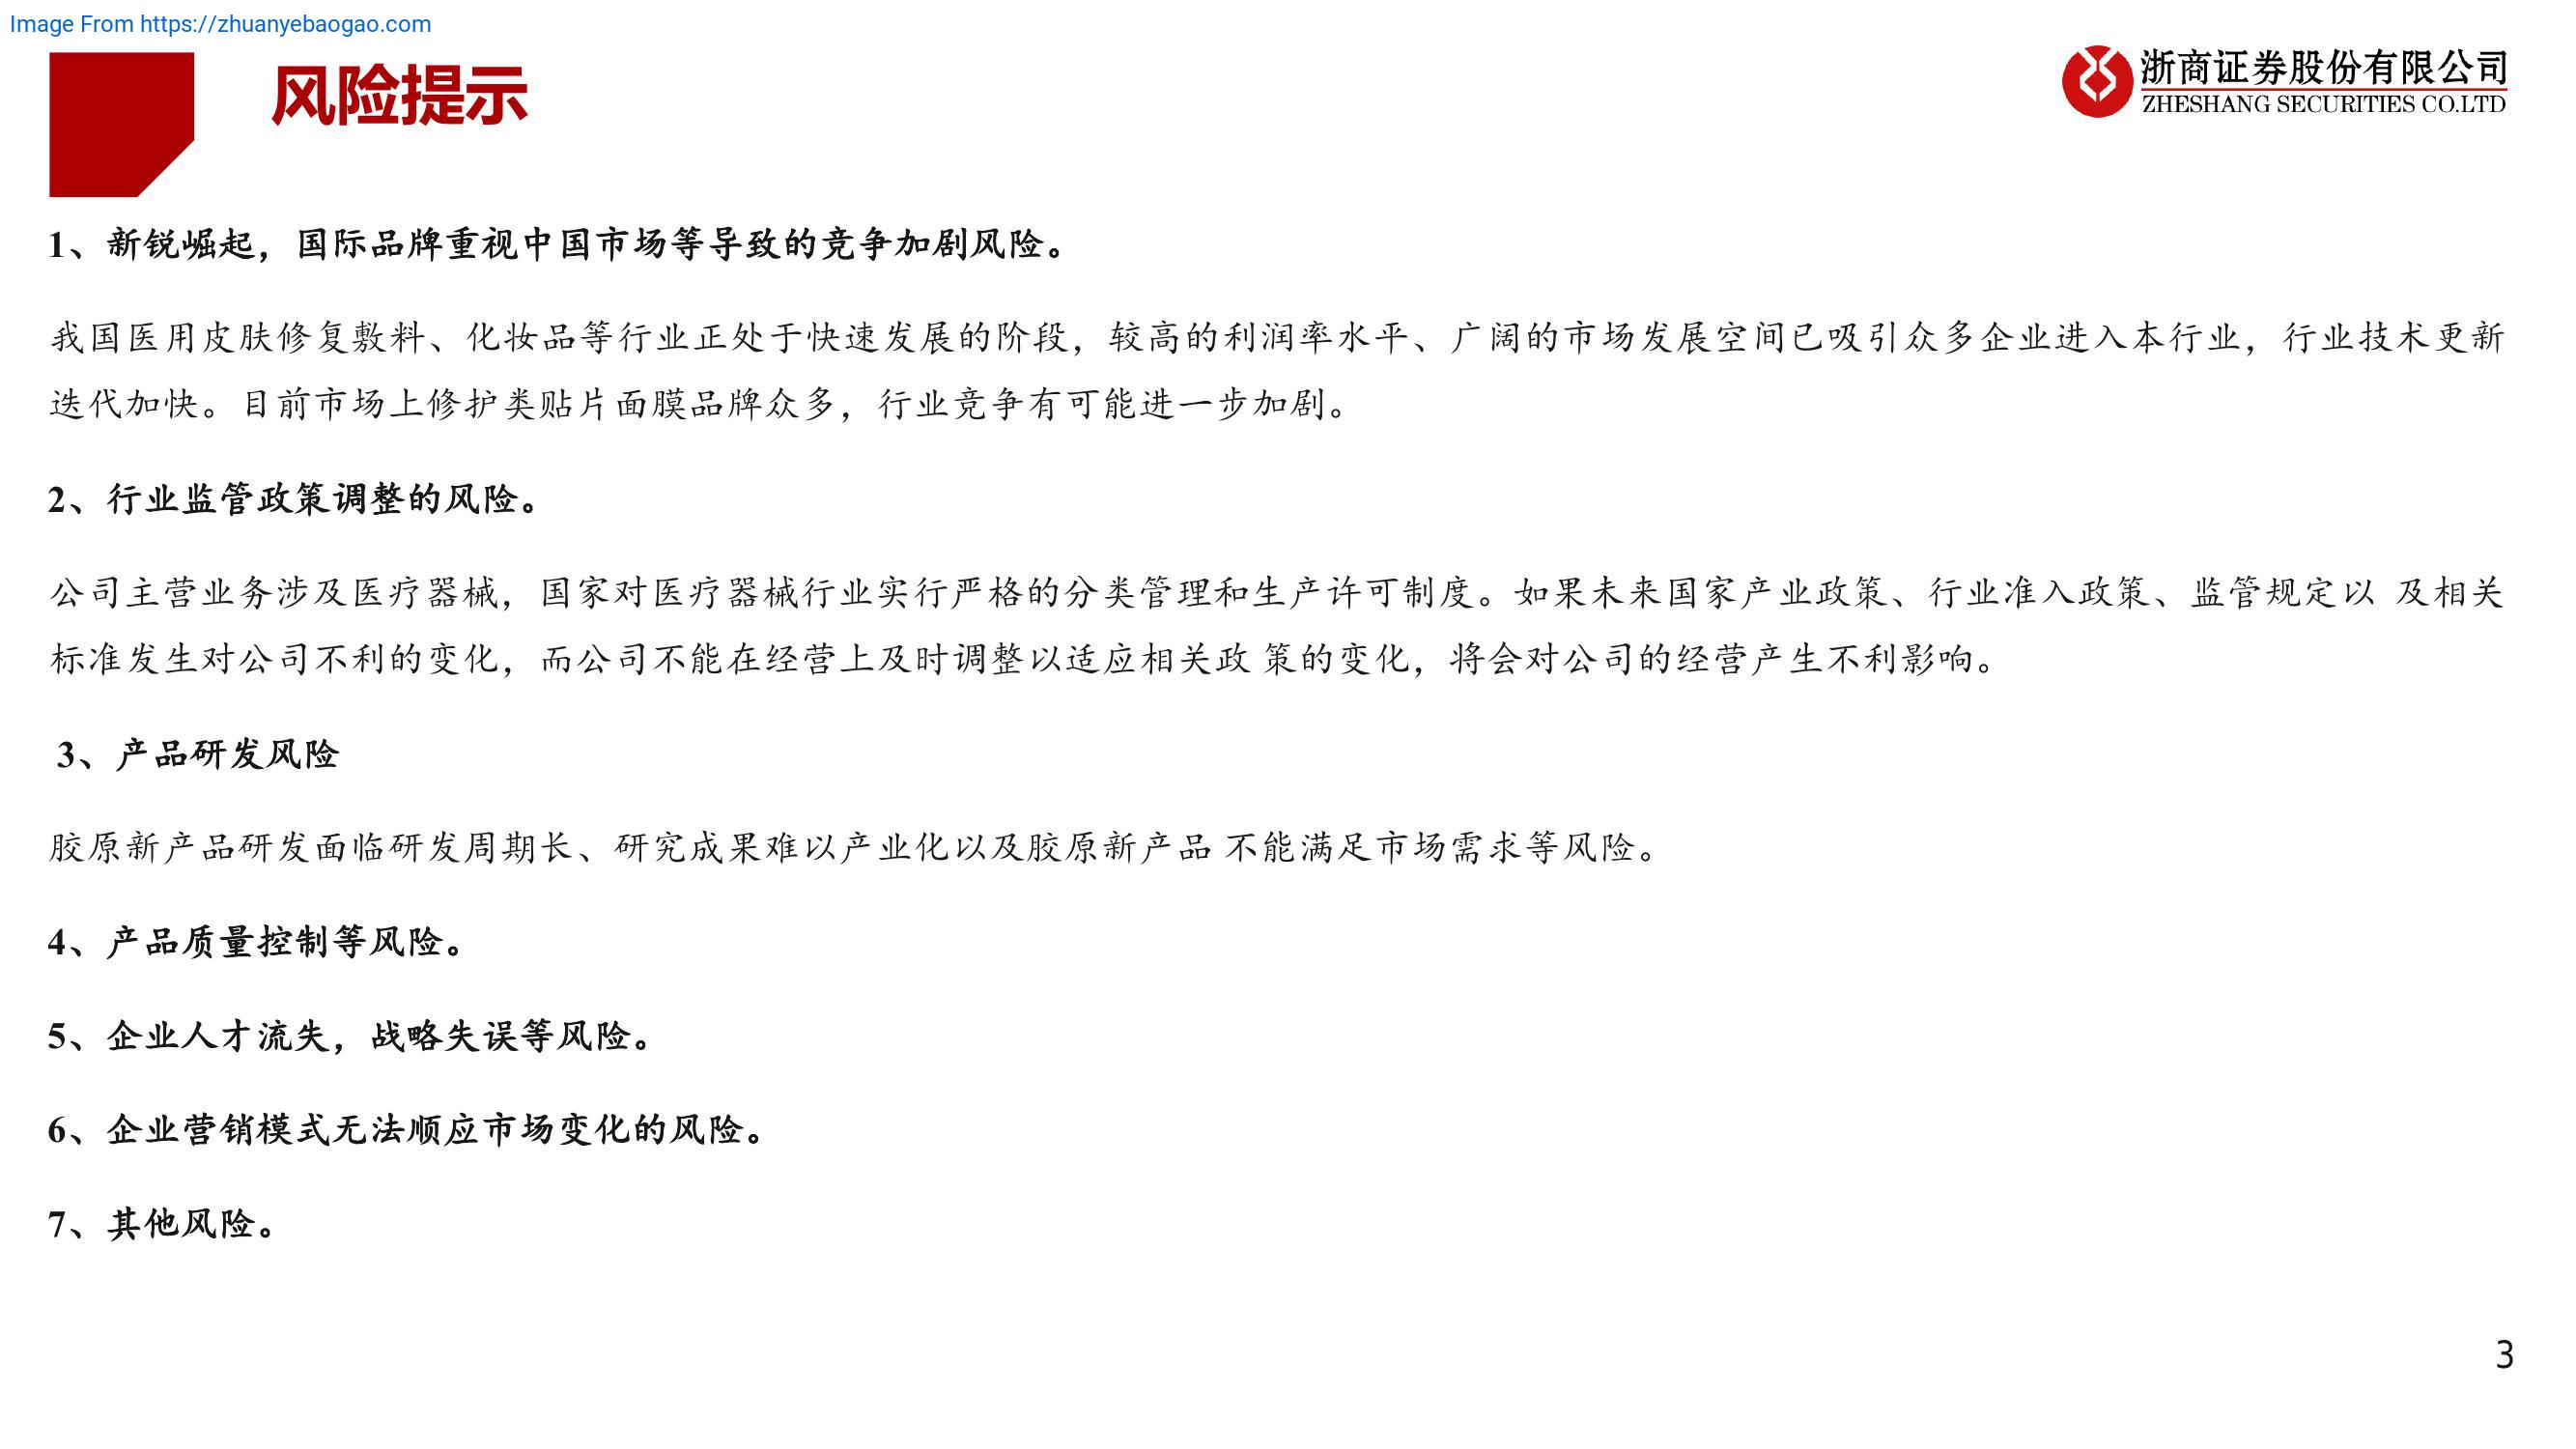 Image From https://zhuanyebaogao.com
风险提示
浙商证券股份有限公司
ZHESHANG SECURITIES CO.LTD
1、新锐崛起，国际品牌重视中国市场等导致的竞争加剧风险。
我国医用皮肤修复敷料、化妆品等行业正处于快速发展的阶段，较高的利润率水平、广阔的市场发展空间已吸引众多企业进入本行业，行业技术更新
迭代加快。目前市场上修护类贴片面膜品牌众多，行业竞争有可能进一步加剧。
2、行业监管政策调整的风险。
公司主营业务涉及医疗器械，国家对医疗器械行业实行严格的分类管理和生产许可制度。如果未来国家产业政策、行业准入政策、监管规定以 及相关
标准发生对公司不利的变化，而公司不能在经营上及时调整以适应相关政 策的变化，将会对公司的经营产生不利影响。
3、产品研发风险
胶原新产品研发面临研发周期长、研究成果难以产业化以及胶原新产品 不能满足市场需求等风险。
4、产品质量控制等风险。
5、企业人才流失，战略失误等风险。
6、企业营销模式无法顺应市场变化的风险。
7、其他风险。
3